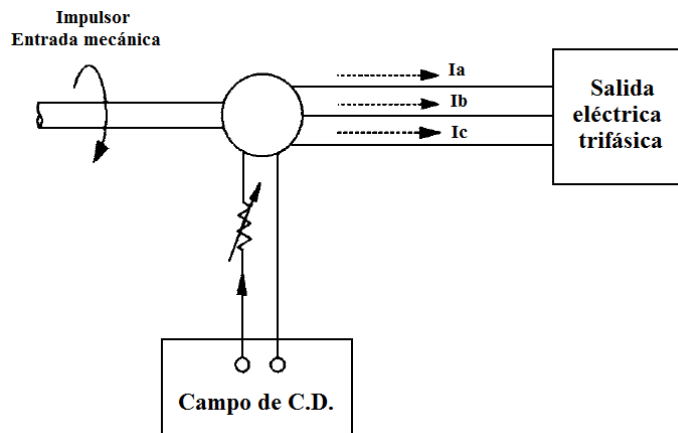 Impulsor
Entrada mecánica
Ia
Ib
Ic
Salida
eléctrica
trifásica
Campo de C.D.